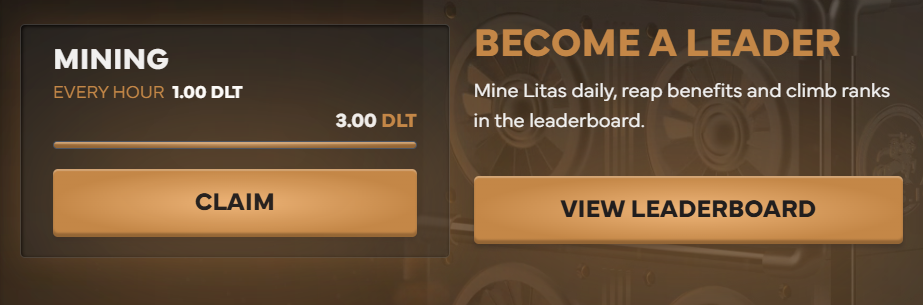 MINING
EVERY HOUR 1.00 DLT
3.00 DLT
CLAIM
BECOME A LEADER
Mine Litas daily, reap benefits and climb ranks
in the leaderboard.
VIEW LEADERBOARD